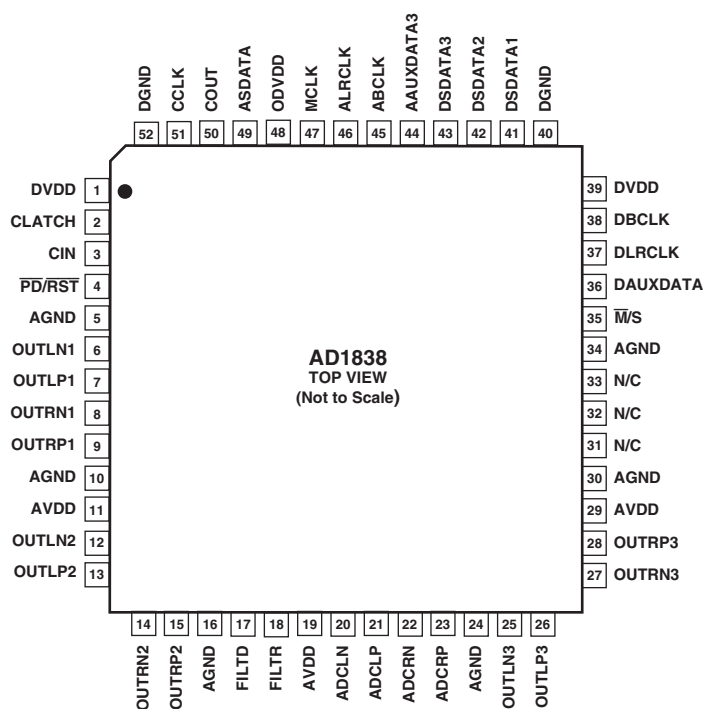 DGND
CCLK
COUT
ASDATA
ODVDD
MCLK
ALRCLK
ABCLK
AAUXDATA3
DSDATA3
DSDATA2
DSDATA1
DGND
52 51 50 49 48 47 46 45 44 43 42 41 40
DVDD 1
CLATCH 2
CIN 3
PD/RST 4
AGND 5
OUTLN1 6
OUTLP1 7
OUTRN1 8
OUTRP1 9
AGND 10
AVDD 11
OUTLN2 12
OUTLP2 13
AD1838
TOP VIEW
(Not to Scale)
39 DVDD
38 DBCLK
37 DLRCLK
36 DAUXDATA
35 M/S
34 AGND
33 N/C
32 N/C
31 N/C
30 AGND
29 AVDD
28 OUTRP3
27 OUTRN3
14 15 16 17 18 19 20 21 22 23 24 25 26
OUTRN2
OUTRP2
AGND
FILTD
FILTR
AVDD
ADCLN
ADCLP
ADCRN
ADCRP
AGND
OUTLN3
OUTLP3